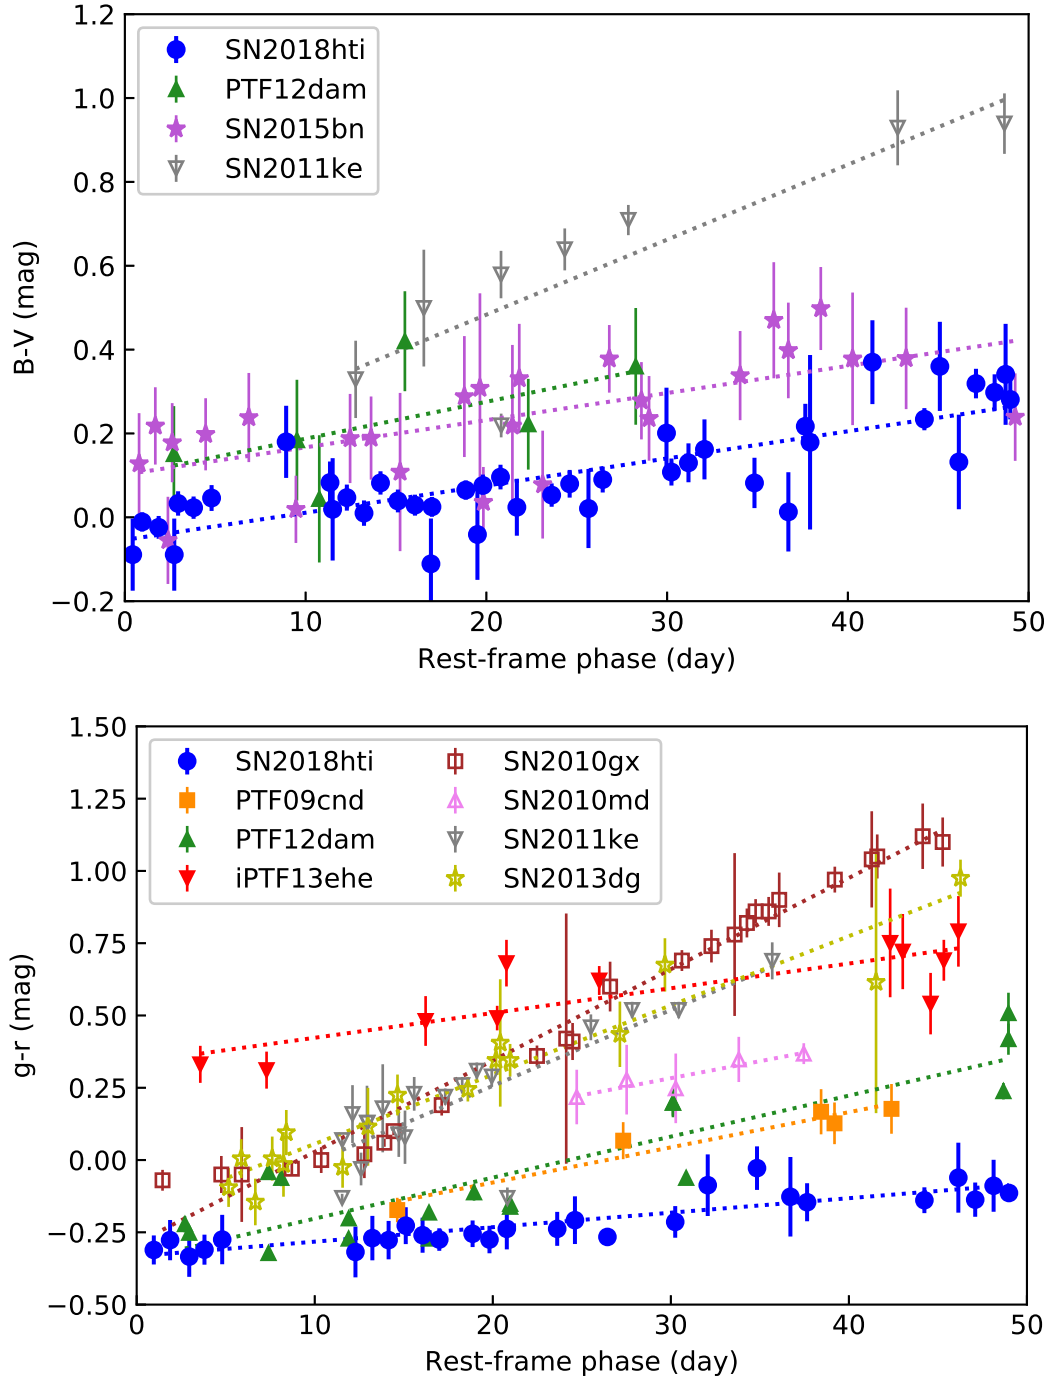 1.2
1.0
0.8
0.6
0.4
0.2
0.0
−0.2
B-V (mag)
SN2018hti
PTF12dam
SN2015bn
SN2011ke
0 10 20 30 40 50
Rest-frame phase (day)
1.50
1.25
1.00
0.75
0.50
0.25
0.00
−0.25
−0.50
g-r (mag)
SN2018hti
PTF09cnd
PTF12dam
iPTF13ehe
SN2010gx
SN2010md
SN2011ke
SN2013dg
0 10 20 30 40 50
Rest-frame phase (day)